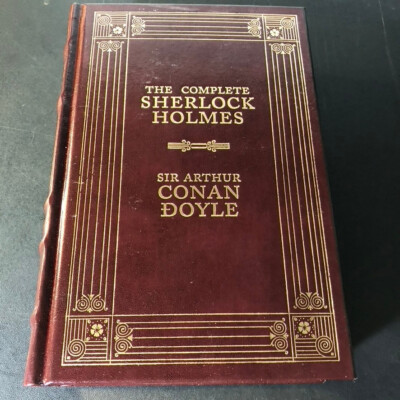 THE COMPLETE
SHERLOCK
HOLMES
SIR ARTHUR
CONAN
DOYLE